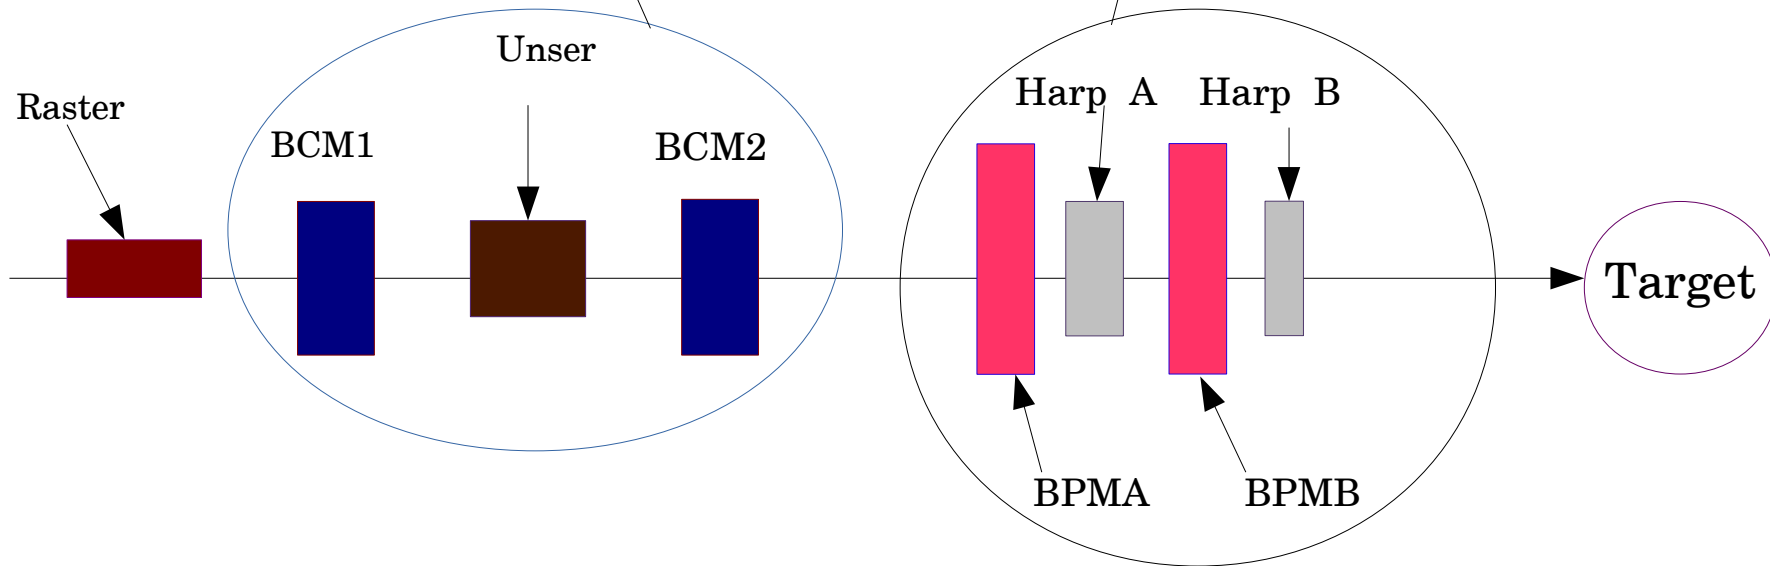 Unser
Raster
Harp A
Harp B
BCM1
BCM2
Target
BPMA
BPMB